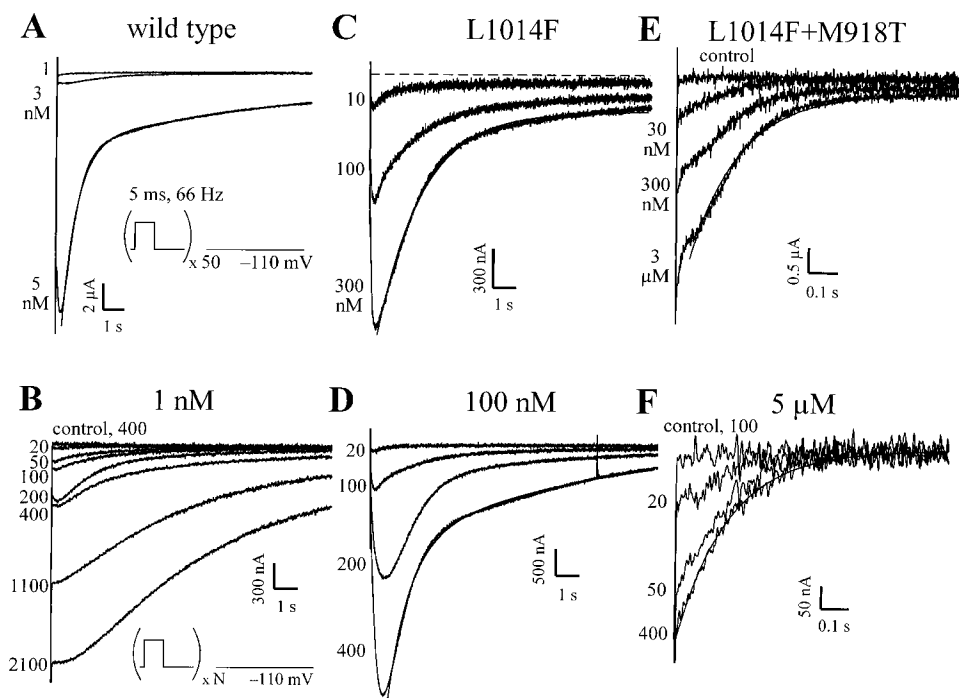 A
wild type
1
3
nM
5 ms, 66 Hz
x 50
−110 mV
5
nM
2 µA
1 s
C
L1014F
10
100
300
nM
300 nA
1 s
E
L1014F+M918T
control
30
nM
300
nM
3
µM
0.5 µA
0.1 s
B
1 nM
control, 400
20
50
100
200
400
1100
2100
300 nA
1 s
x N
−110 mV
D
100 nM
20
100
200
400
500 nA
1 s
F
5 µM
control, 100
20
50
400
50 nA
0.1 s